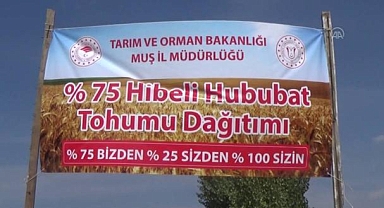 TARIM VE ORMAN BAKANLIĞI
MUŞ İL MÜDÜRLÜĞÜ
% 75 Hibeli Hububat
Tohumu Dağıtımı
% 75 BİZDEN % 25 SİZDEN % 100 SİZİN